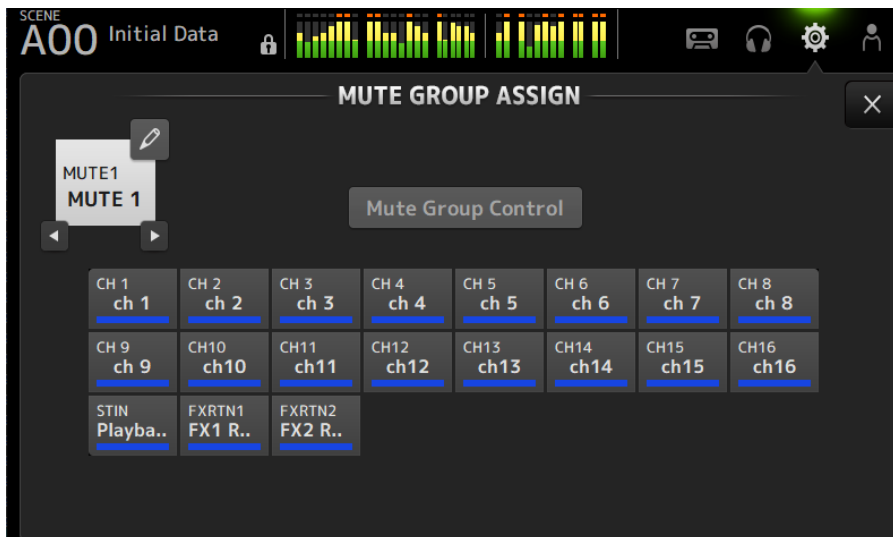 SCENE
A00 Initial Data
MUTE GROUP ASSIGN
MUTE1
MUTE 1
Mute Group Control
CH 1 CH 2 CH 3 CH 4 CH 5 CH 6 CH 7 CH 8
ch 1 ch 2 ch 3 ch 4 ch 5 ch 6 ch 7 ch 8
CH 9 CH10 CH11 CH12 CH13 CH14 CH15 CH16
ch 9 ch10 ch11 ch12 ch13 ch14 ch15 ch16
STIN FXRTN1 FXRTN2
Playba.. FX1 R.. FX2 R..